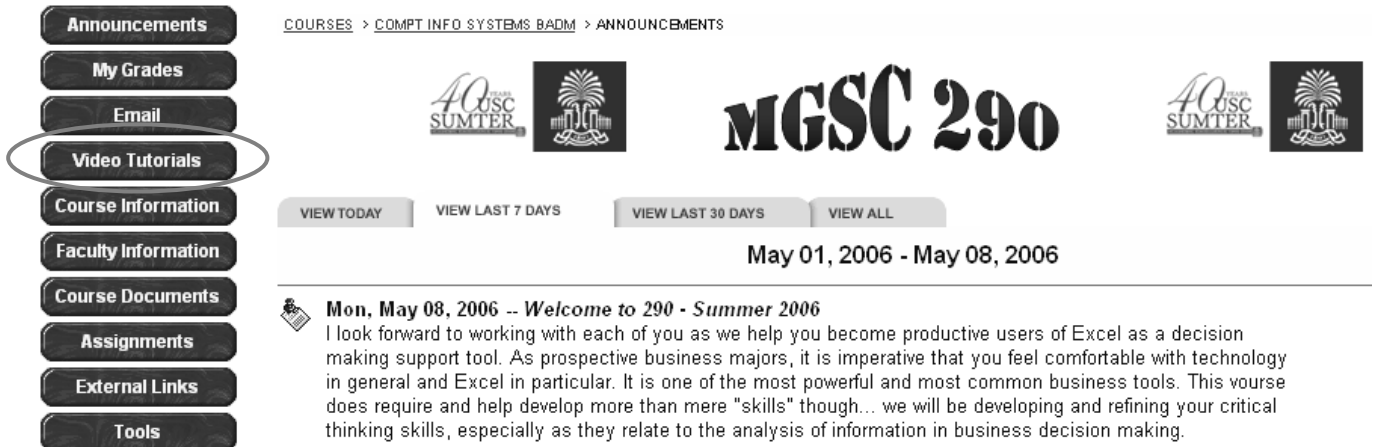 Announcements
My Grades
Email
Video Tutorials
Course Information
Faculty Information
Course Documents
Assignments
External Links
Tools
COURSES > COMPT INFO SYSTEMS BADM > ANNOUNCEMENTS
40 YEARS USC SUMTER
MGSC 290
40 YEARS USC SUMTER
VIEW TODAY VIEW LAST 7 DAYS VIEW LAST 30 DAYS VIEW ALL
May 01, 2006 - May 08, 2006
Mon, May 08, 2006 -- Welcome to 290 - Summer 2006
I look forward to working with each of you as we help you become productive users of Excel as a decision
making support tool. As prospective business majors, it is imperative that you feel comfortable with technology
in general and Excel in particular. It is one of the most powerful and most common business tools. This vourse
does require and help develop more than mere "skills" though... we will be developing and refining your critical
thinking skills, especially as they relate to the analysis of information in business decision making.